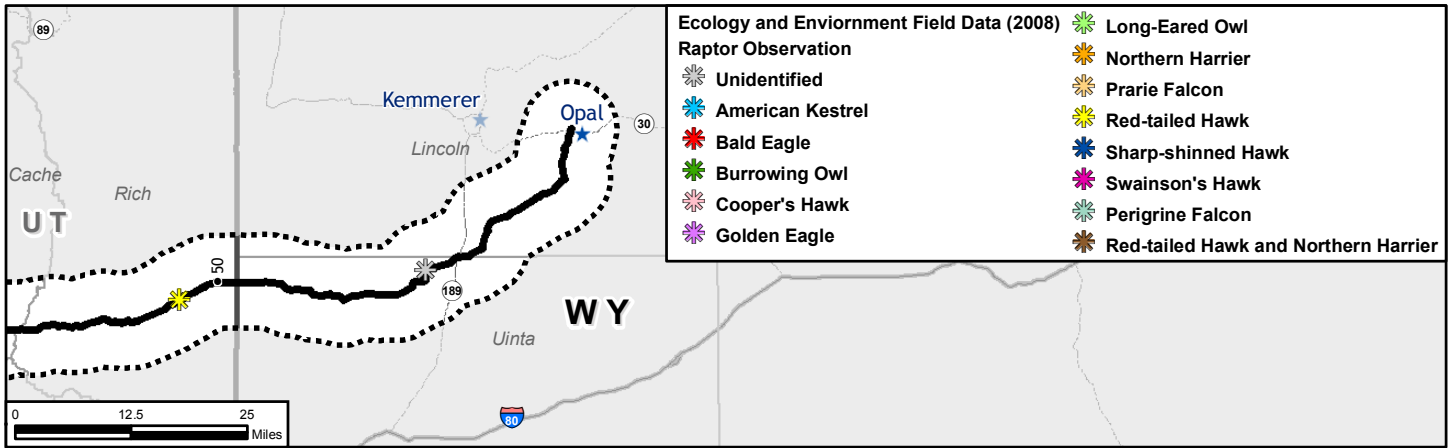 89
Kemmerer
Opal
30
Lincoln
Cache
Rich
UT
50
189
WY
Uinta
80
0 12.5 25
Miles
Ecology and Enviornment Field Data (2008)
Raptor Observation
Unidentified
American Kestrel
Bald Eagle
Burrowing Owl
Cooper's Hawk
Golden Eagle
Long-Eared Owl
Northern Harrier
Prarie Falcon
Red-tailed Hawk
Sharp-shinned Hawk
Swainson's Hawk
Perigrine Falcon
Red-tailed Hawk and Northern Harrier